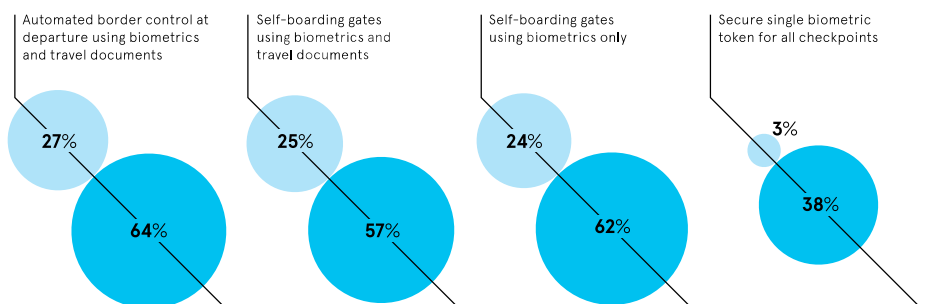 Automated border control at
departure using biometrics
and travel documents
27%
64%
Self-boarding gates
using biometrics and
travel documents
25%
57%
Self-boarding gates
using biometrics only
24%
62%
Secure single biometric
token for all checkpoints
3%
38%